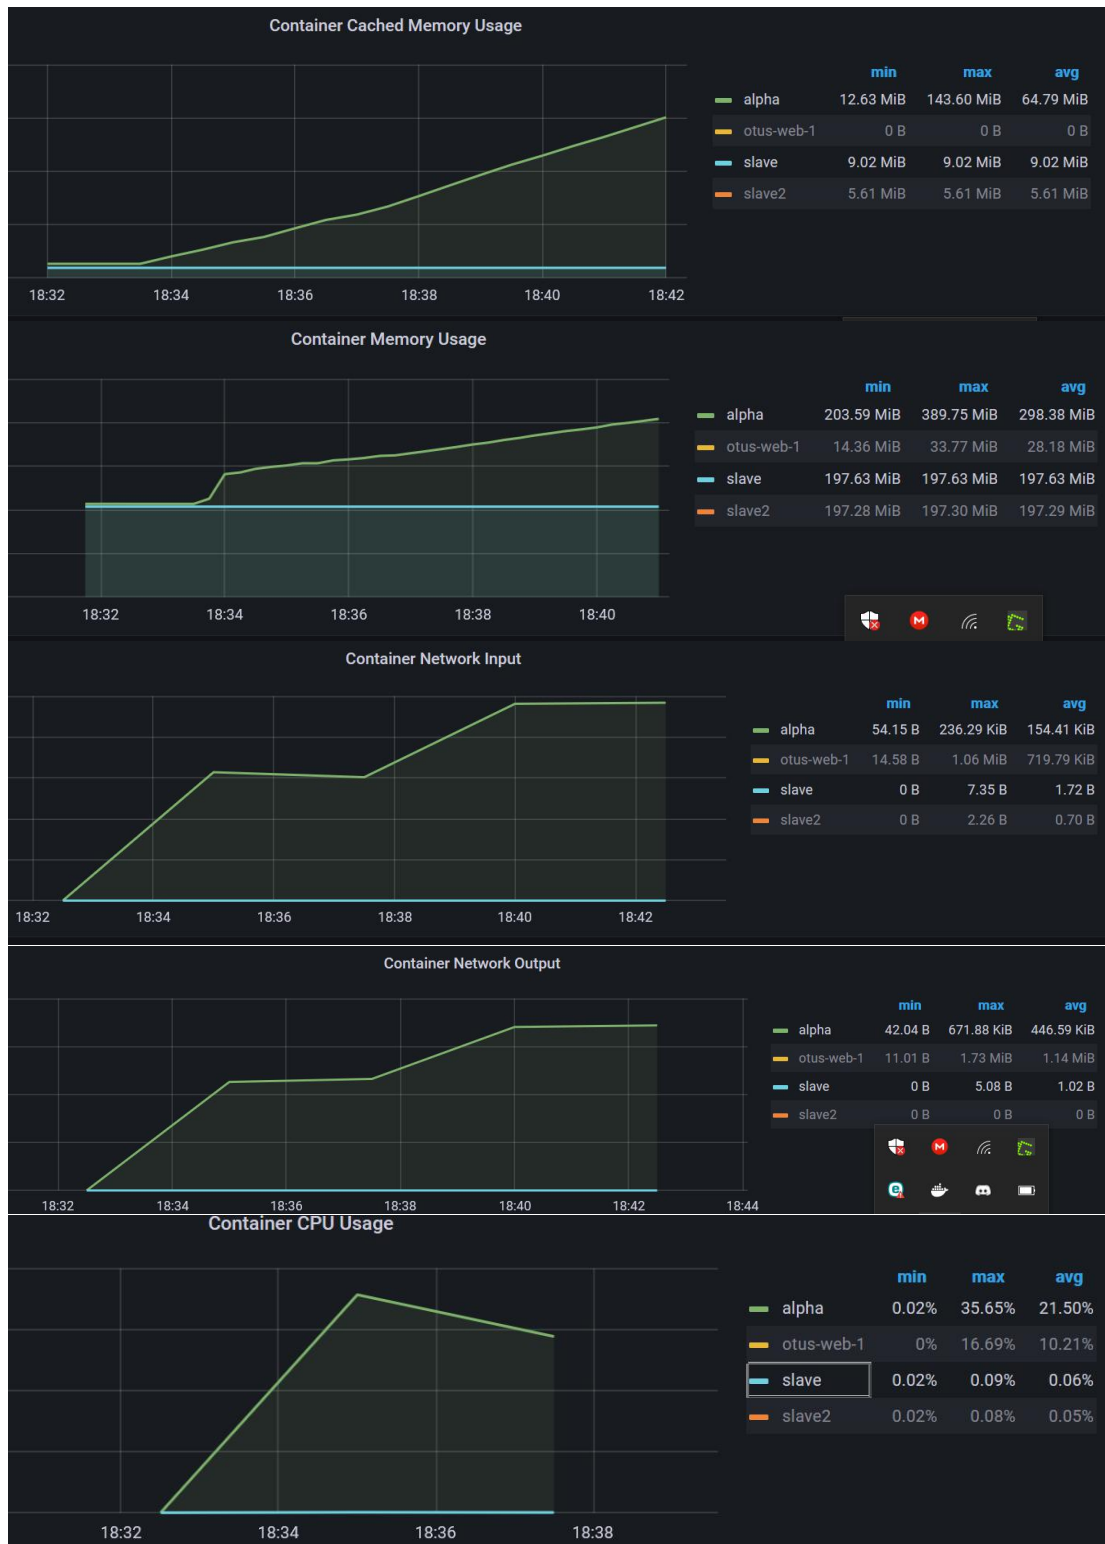 Container Cached Memory Usage
min max avg
alpha 12.63 MiB 143.60 MiB 64.79 MiB
otus-web-1 0 B 0 B 0 B
slave 9.02 MiB 9.02 MiB 9.02 MiB
slave2 5.61 MiB 5.61 MiB 5.61 MiB
18:32 18:34 18:36 18:38 18:40 18:42
Container Memory Usage
min max avg
alpha 203.59 MiB 389.75 MiB 298.38 MiB
otus-web-1 14.36 MiB 33.77 MiB 28.18 MiB
slave 197.63 MiB 197.63 MiB 197.63 MiB
slave2 197.28 MiB 197.30 MiB 197.29 MiB
18:32 18:34 18:36 18:38 18:40
M
Container Network Input
min max avg
alpha 54.15 B 236.29 KiB 154.41 KiB
otus-web-1 14.58 B 1.06 MiB 719.79 KiB
slave 0 B 7.35 B 1.72 B
slave2 0 B 2.26 B 0.70 B
18:32 18:34 18:36 18:38 18:40 18:42
Container Network Output
min max avg
alpha 42.04 B 671.88 KiB 446.59 KiB
otus-web-1 11.01 B 1.73 MiB 1.14 MiB
slave 0 B 5.08 B 1.02 B
slave2 0 B 0 B 0 B
M
e
18:32 18:34 18:36 18:38 18:40 18:42 18:44
Container CPU Usage
min max avg
alpha 0.02% 35.65% 21.50%
otus-web-1 0% 16.69% 10.21%
slave 0.02% 0.09% 0.06%
slave2 0.02% 0.08% 0.05%
18:32 18:34 18:36 18:38